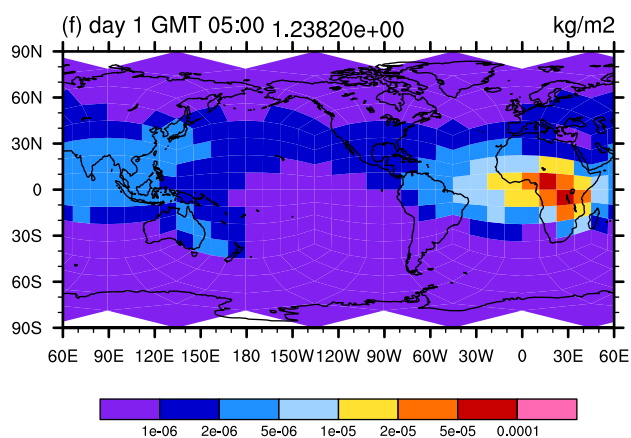 (f) day 1 GMT 05:00 1.23820e+00 kg/m2
90N
60N
30N
0
30S
60S
90S
60E 90E 120E 150E 180 150W 120W 90W 60W 30W 0 30E 60E
1e-06 2e-06 5e-06 1e-05 2e-05 5e-05 0.0001